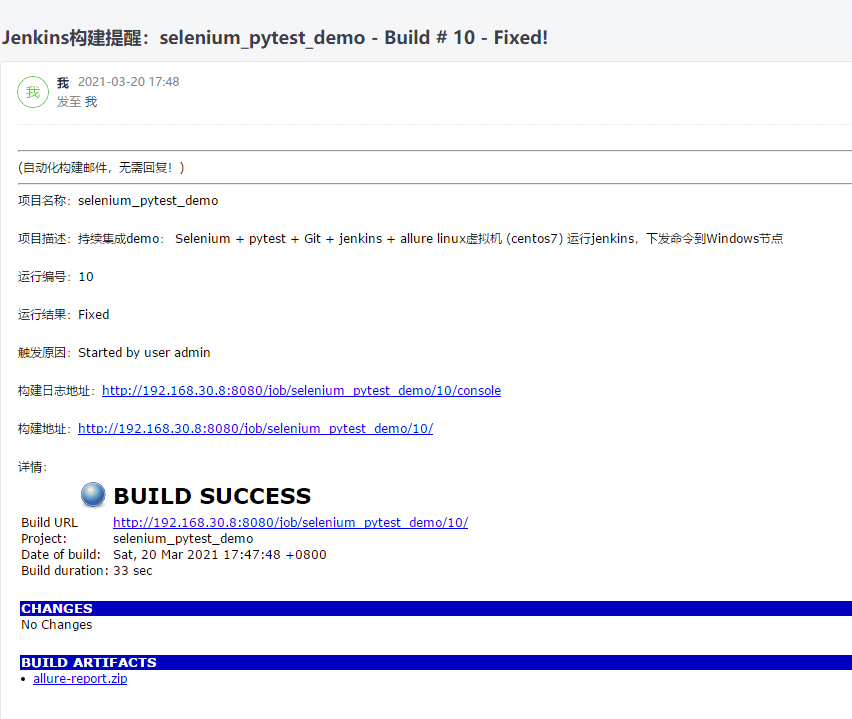 Jenkins构建提醒：selenium_pytest_demo - Build # 10 - Fixed!
我
我 2021-03-20 17:48
发至 我
(自动化构建邮件，无需回复！)
项目名称：selenium_pytest_demo
项目描述：持续集成demo： Selenium + pytest + Git + jenkins + allure linux虚拟机 (centos7) 运行jenkins，下发命令到Windows节点
运行编号：10
运行结果：Fixed
触发原因：Started by user admin
构建日志地址：http://192.168.30.8:8080/job/selenium_pytest_demo/10/console
构建地址：http://192.168.30.8:8080/job/selenium_pytest_demo/10/
详情：
BUILD SUCCESS
Build URL http://192.168.30.8:8080/job/selenium_pytest_demo/10/
Project: selenium_pytest_demo
Date of build: Sat, 20 Mar 2021 17:47:48 +0800
Build duration: 33 sec
CHANGES
No Changes
BUILD ARTIFACTS
• allure-report.zip